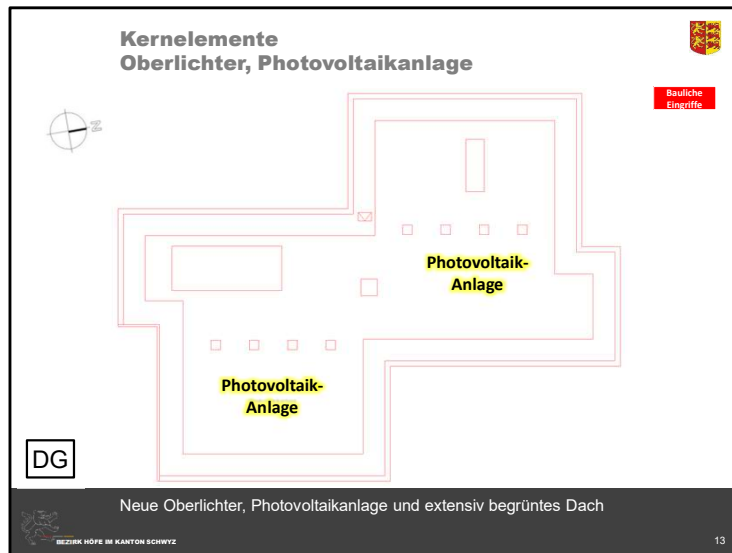 Kernelemente
Oberlichter, Photovoltaikanlage
Bauliche
Eingriffe
N
Photovoltaik-
Anlage
Photovoltaik-
Anlage
DG
Neue Oberlichter, Photovoltaikanlage und extensiv begrüntes Dach
BEZIRK HÖFE IM KANTON SCHWYZ
13